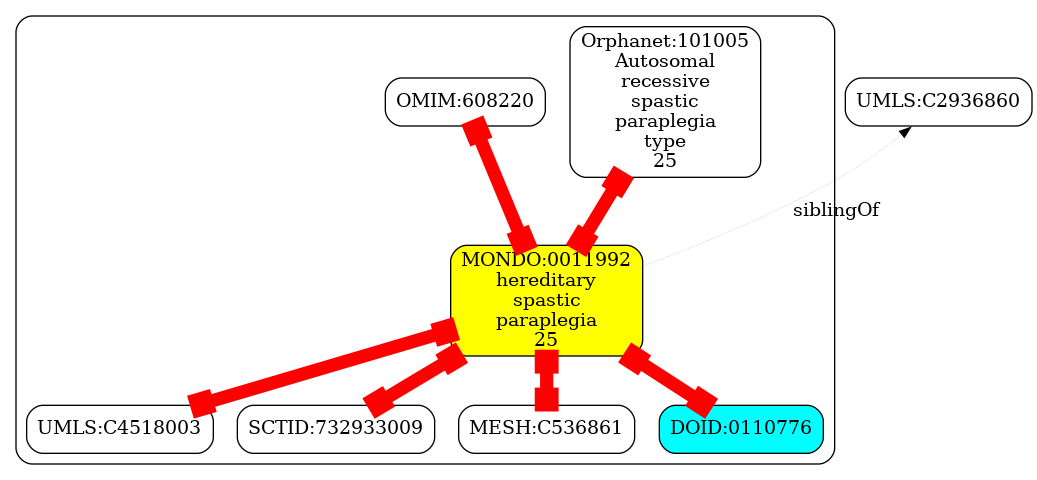 Orphanet:101005
Autosomal
recessive
spastic
paraplegia
type
25
OMIM:608220
UMLS:C2936860
siblingOf
MONDO:0011992
hereditary
spastic
paraplegia
25
UMLS:C4518003
SCTID:732933009
MESH:C536861
DOID:0110776